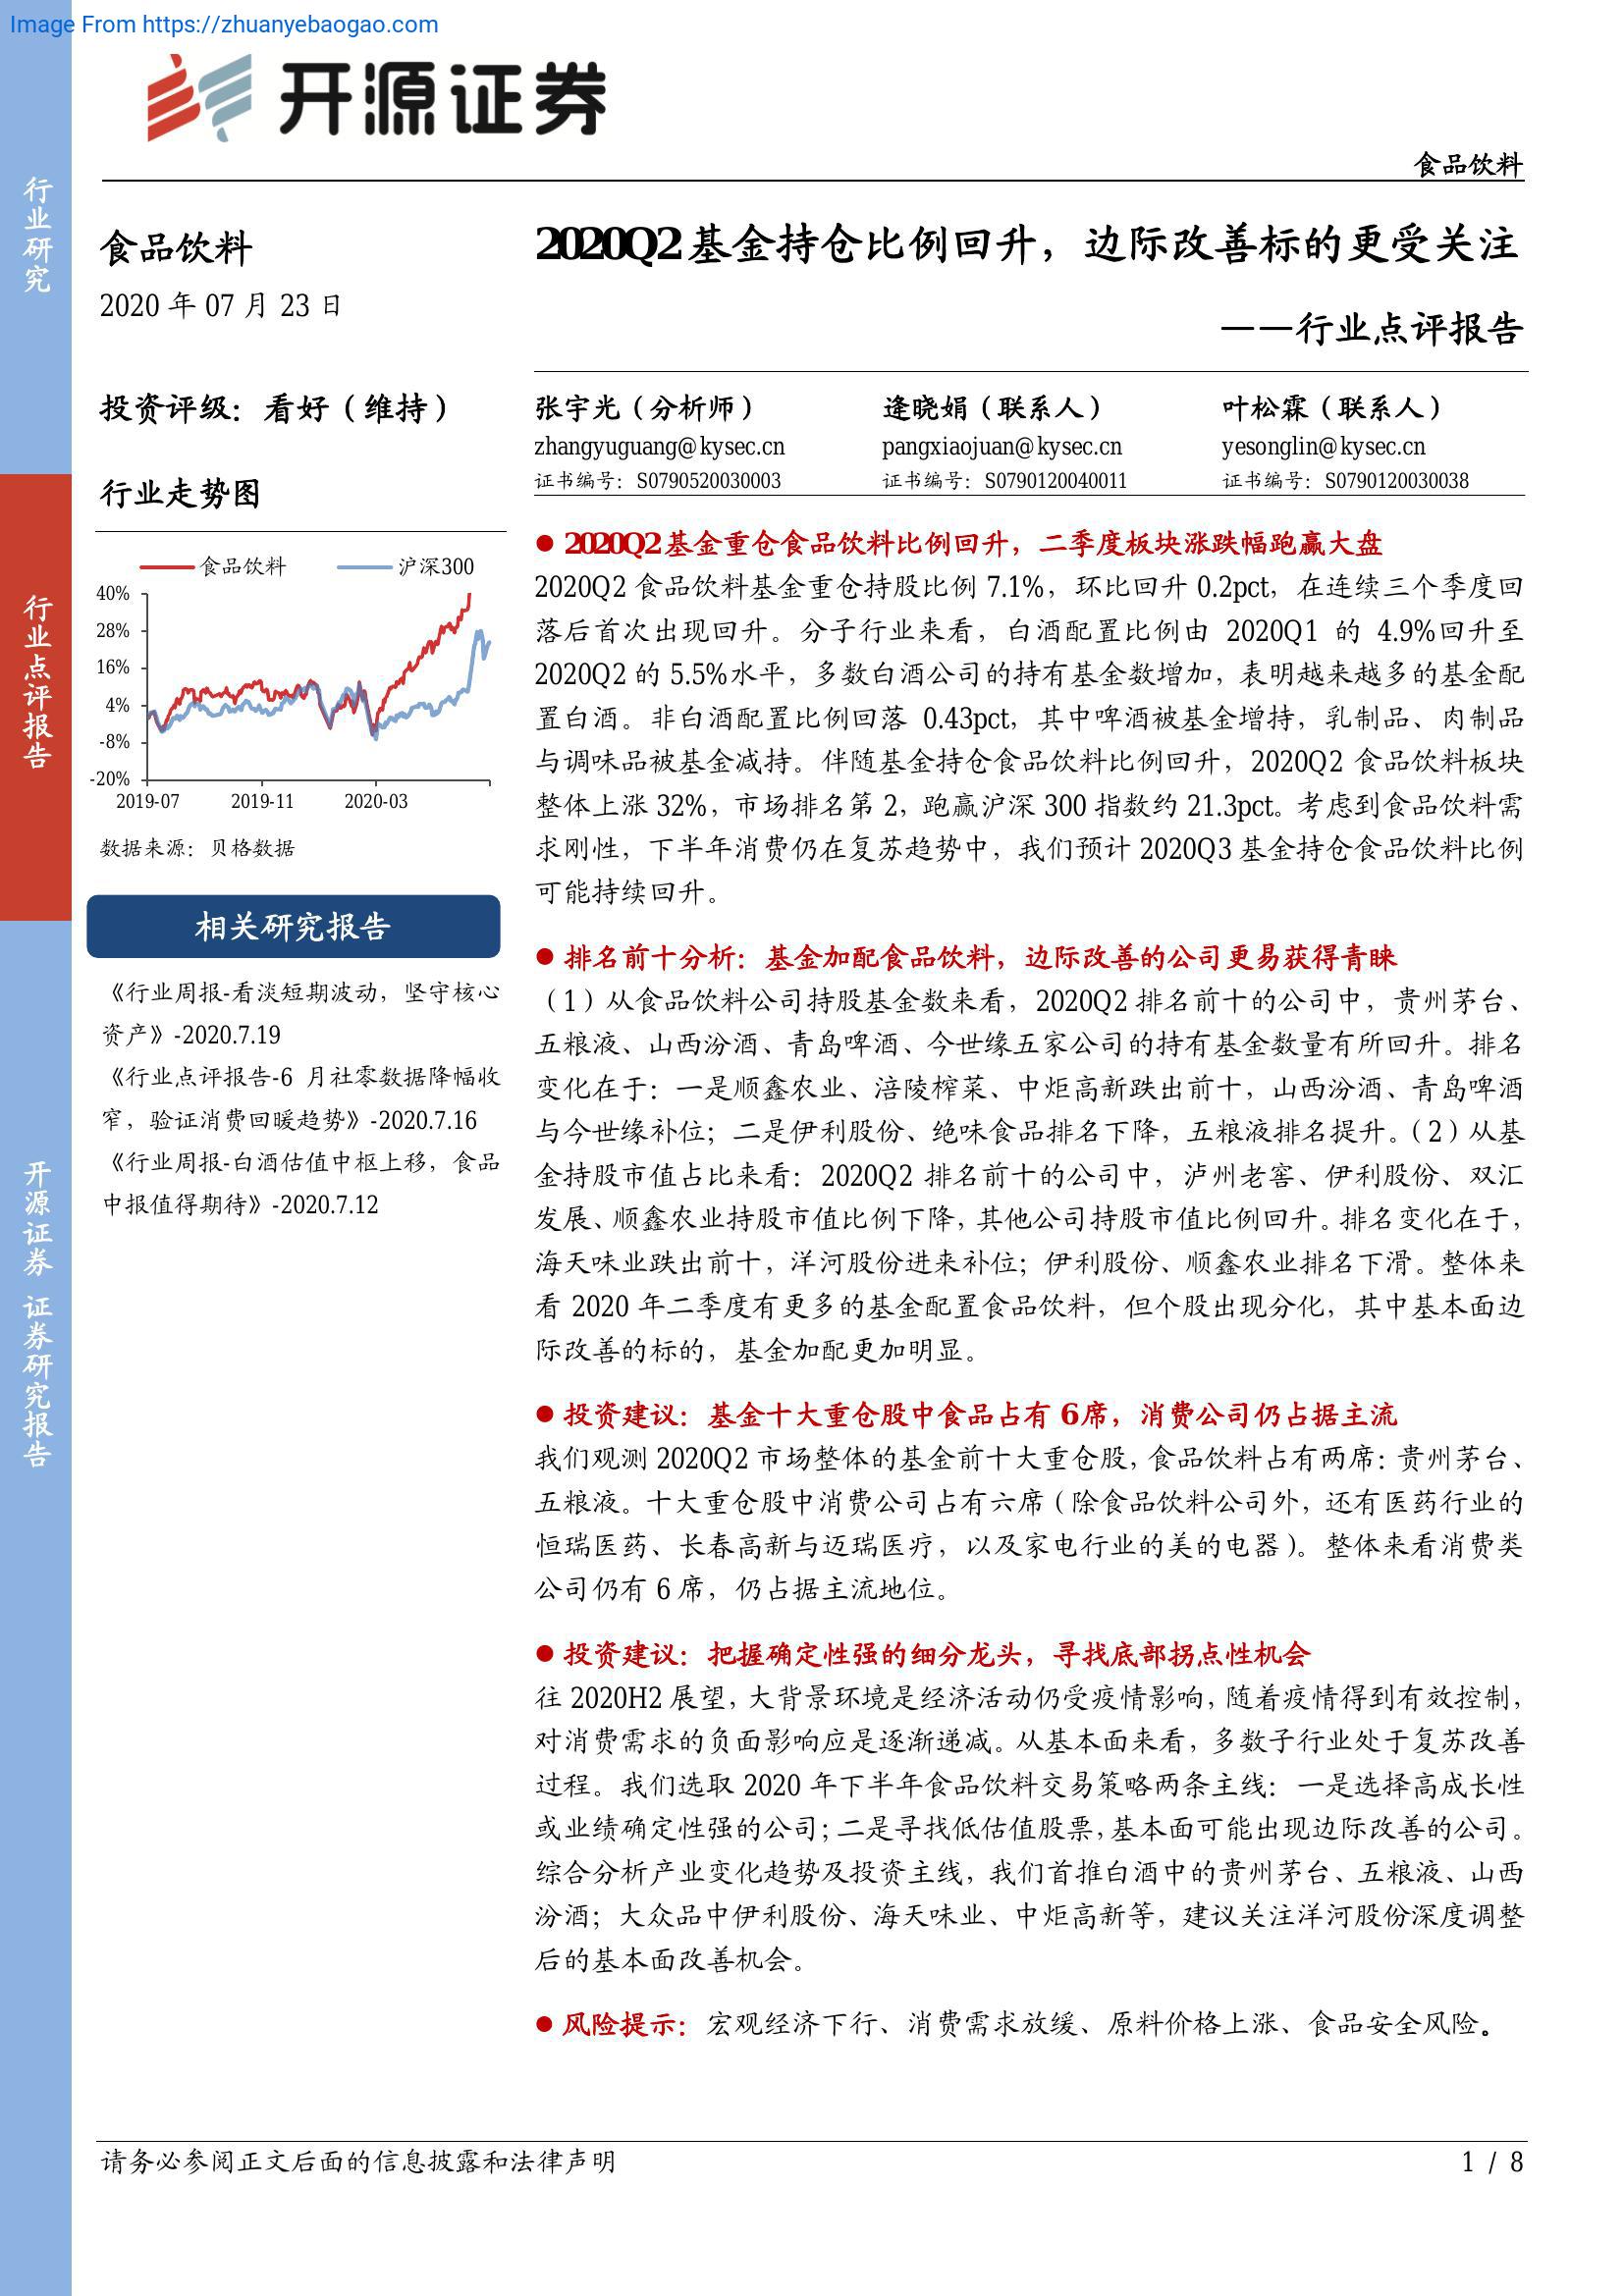 Image From https://zhuanyebaogao.com
开源证券
食品饮料
行业研究
行业点评报告
开源证券 证券研究报告
食品饮料
2020 年 07 月 23 日
投资评级：看好（维持）
行业走势图
食品饮料 沪深300
40%
28%
16%
4%
-8%
-20%
2019-07 2019-11 2020-03
数据来源：贝格数据
相关研究报告
《行业周报-看淡短期波动，坚守核心
资产》-2020.7.19
《行业点评报告-6 月社零数据降幅收
窄，验证消费回暖趋势》-2020.7.16
《行业周报-白酒估值中枢上移，食品
中报值得期待》-2020.7.12
2020Q2基金持仓比例回升，边际改善标的更受关注
——行业点评报告
张宇光（分析师） 逄晓娟（联系人） 叶松霖（联系人）
zhangyuguang@kysec.cn pangxiaojuan@kysec.cn yesonglin@kysec.cn
证书编号：S0790520030003 证书编号：S0790120040011 证书编号：S0790120030038
● 2020Q2基金重仓食品饮料比例回升，二季度板块涨跌幅跑赢大盘
2020Q2 食品饮料基金重仓持股比例 7.1%，环比回升 0.2pct，在连续三个季度回
落后首次出现回升。分子行业来看，白酒配置比例由 2020Q1 的 4.9%回升至
2020Q2 的 5.5%水平，多数白酒公司的持有基金数增加，表明越来越多的基金配
置白酒。非白酒配置比例回落 0.43pct，其中啤酒被基金增持，乳制品、肉制品
与调味品被基金减持。伴随基金持仓食品饮料比例回升，2020Q2 食品饮料板块
整体上涨 32%，市场排名第 2，跑赢沪深 300 指数约 21.3pct。考虑到食品饮料需
求刚性，下半年消费仍在复苏趋势中，我们预计 2020Q3 基金持仓食品饮料比例
可能持续回升。
● 排名前十分析：基金加配食品饮料，边际改善的公司更易获得青睐
（1）从食品饮料公司持股基金数来看，2020Q2 排名前十的公司中，贵州茅台、
五粮液、山西汾酒、青岛啤酒、今世缘五家公司的持有基金数量有所回升。排名
变化在于：一是顺鑫农业、涪陵榨菜、中炬高新跌出前十，山西汾酒、青岛啤酒
与今世缘补位；二是伊利股份、绝味食品排名下降，五粮液排名提升。（2）从基
金持股市值占比来看：2020Q2 排名前十的公司中，泸州老窖、伊利股份、双汇
发展、顺鑫农业持股市值比例下降，其他公司持股市值比例回升。排名变化在于，
海天味业跌出前十，洋河股份进来补位；伊利股份、顺鑫农业排名下滑。整体来
看 2020 年二季度有更多的基金配置食品饮料，但个股出现分化，其中基本面边
际改善的标的，基金加配更加明显。
● 投资建议：基金十大重仓股中食品占有 6席，消费公司仍占据主流
我们观测 2020Q2 市场整体的基金前十大重仓股，食品饮料占有两席：贵州茅台、
五粮液。十大重仓股中消费公司占有六席（除食品饮料公司外，还有医药行业的
恒瑞医药、长春高新与迈瑞医疗，以及家电行业的美的电器）。整体来看消费类
公司仍有 6 席，仍占据主流地位。
● 投资建议：把握确定性强的细分龙头，寻找底部拐点性机会
往 2020H2 展望，大背景环境是经济活动仍受疫情影响，随着疫情得到有效控制，
对消费需求的负面影响应是逐渐递减。从基本面来看，多数子行业处于复苏改善
过程。我们选取 2020 年下半年食品饮料交易策略两条主线：一是选择高成长性
或业绩确定性强的公司；二是寻找低估值股票，基本面可能出现边际改善的公司。
综合分析产业变化趋势及投资主线，我们首推白酒中的贵州茅台、五粮液、山西
汾酒；大众品中伊利股份、海天味业、中炬高新等，建议关注洋河股份深度调整
后的基本面改善机会。
● 风险提示：宏观经济下行、消费需求放缓、原料价格上涨、食品安全风险。
请务必参阅正文后面的信息披露和法律声明 1 / 8